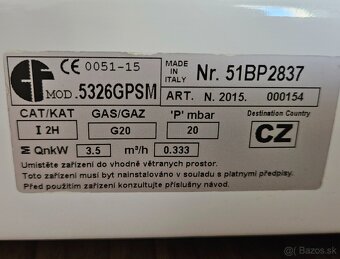 CE 0051-15
MADE IN ITALY
Nr. 51BP2837
MOD. 5326GPSM
ART. N. 2015. 000154
CAT/KAT GAS/GAZ 'P' mbar
Destination Country
I 2H G20 20 CZ
Σ QnkW 3.5 m³/h 0.333
Umistěte zařízení do vhodně větraných prostor.
Toto zařízení musí být nainstalováno v souladu s platnými předpisy.
Před použitím zařízení konzultujte příslušný návod.
© Bazos.sk